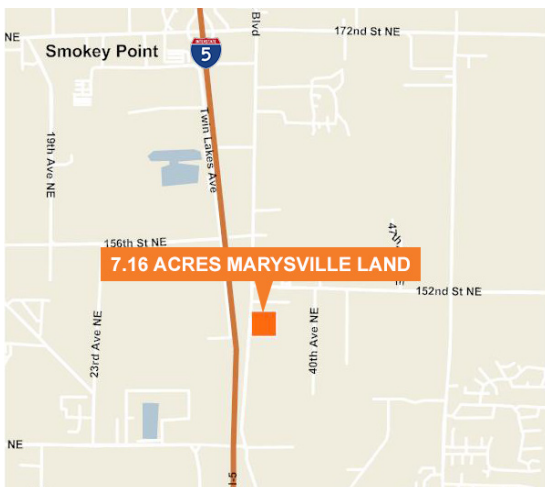 NE
Blvd
172nd St NE
Smokey Point
INTERSTATE
5
Twin Lakes Ave
19th Ave NE
47th
156th St NE
7.16 ACRES MARYSVILLE LAND
152nd St NE
23rd Ave NE
40th Ave NE
NE
I-5